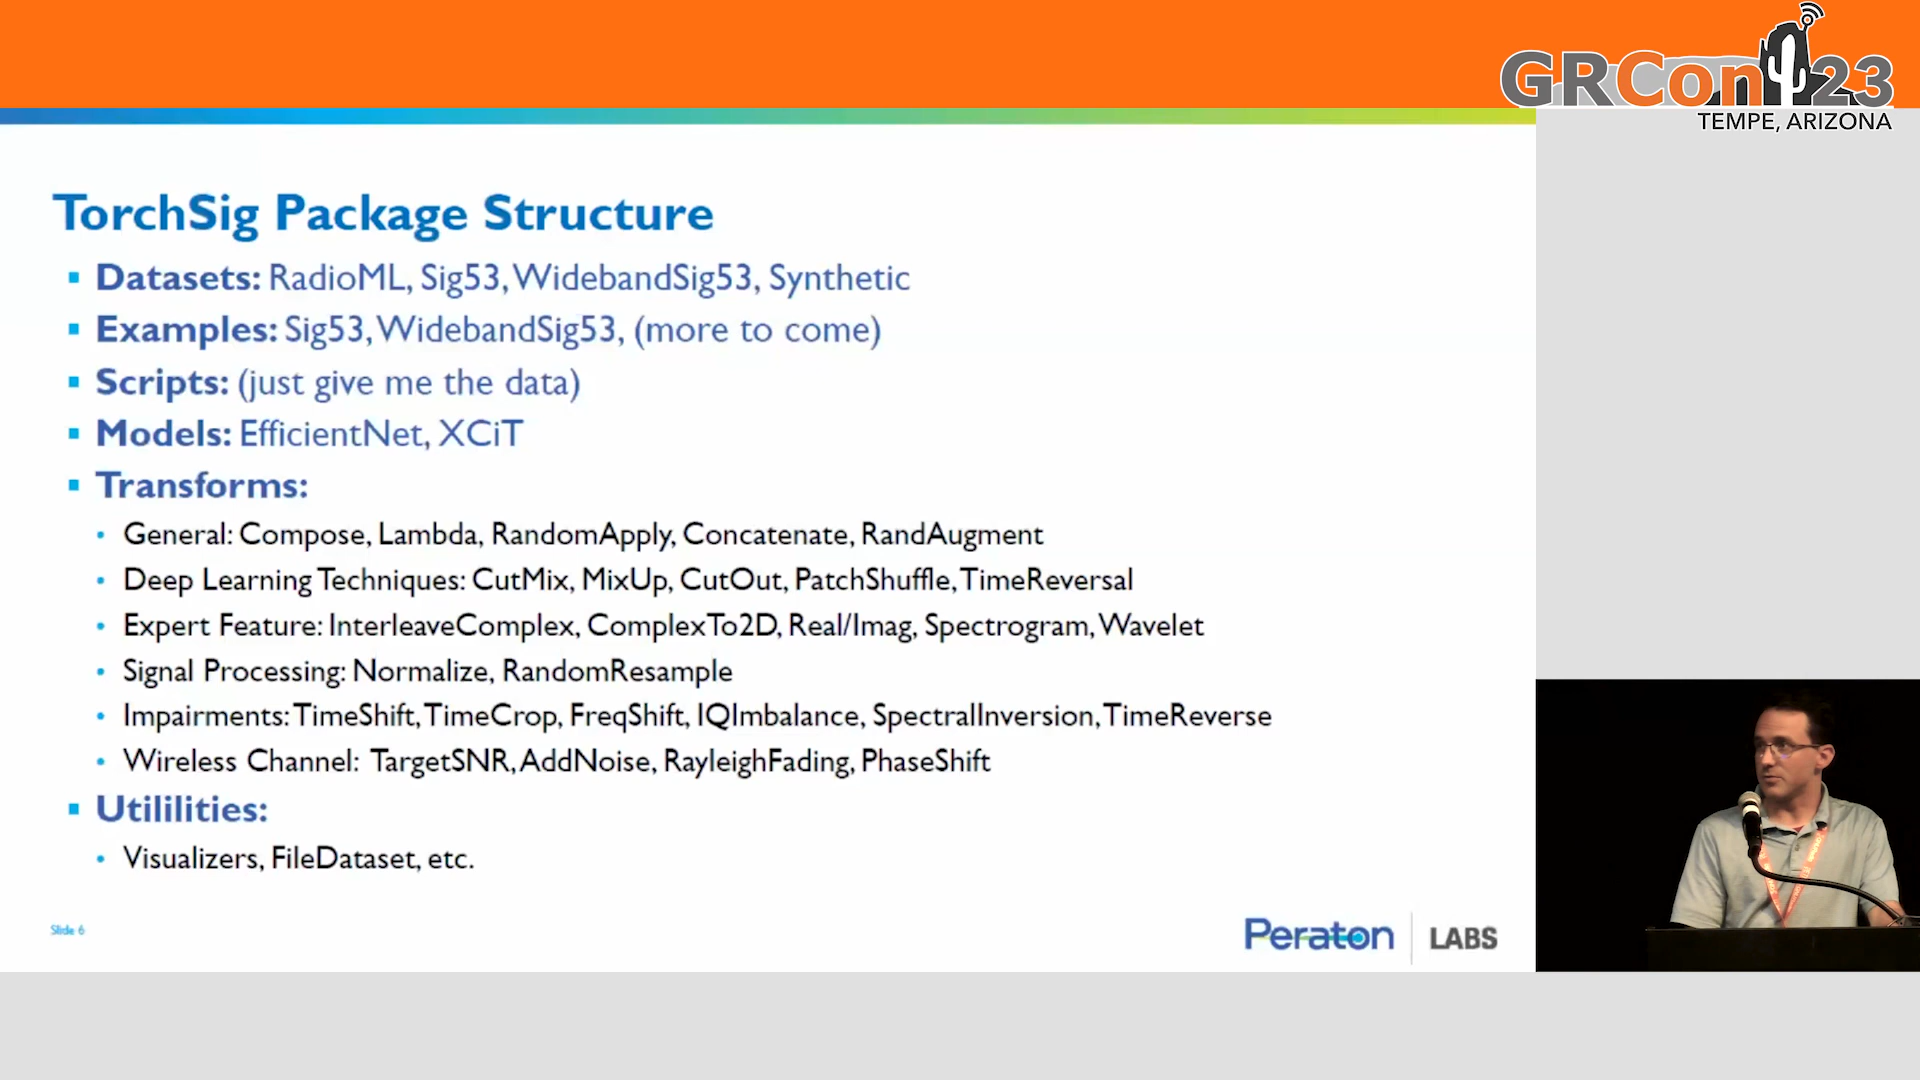 GRCon 23
TEMPE, ARIZONA
TorchSig Package Structure
Datasets: RadioML, Sig53, WidebandSig53, Synthetic
Examples: Sig53, WidebandSig53, (more to come)
Scripts: (just give me the data)
Models: EfficientNet, XCiT
Transforms:
General: Compose, Lambda, RandomApply, Concatenate, RandAugment
Deep Learning Techniques: CutMix, MixUp, CutOut, PatchShuffle, TimeReversal
Expert Feature: InterleaveComplex, ComplexTo2D, Real/Imag, Spectrogram, Wavelet
Signal Processing: Normalize, RandomResample
Impairments: TimeShift, TimeCrop, FreqShift, IQImbalance, SpectralInversion, TimeReverse
Wireless Channel: TargetSNR, AddNoise, RayleighFading, PhaseShift
Utililities:
Visualizers, FileDataset, etc.
Slide 6
Peraton LABS